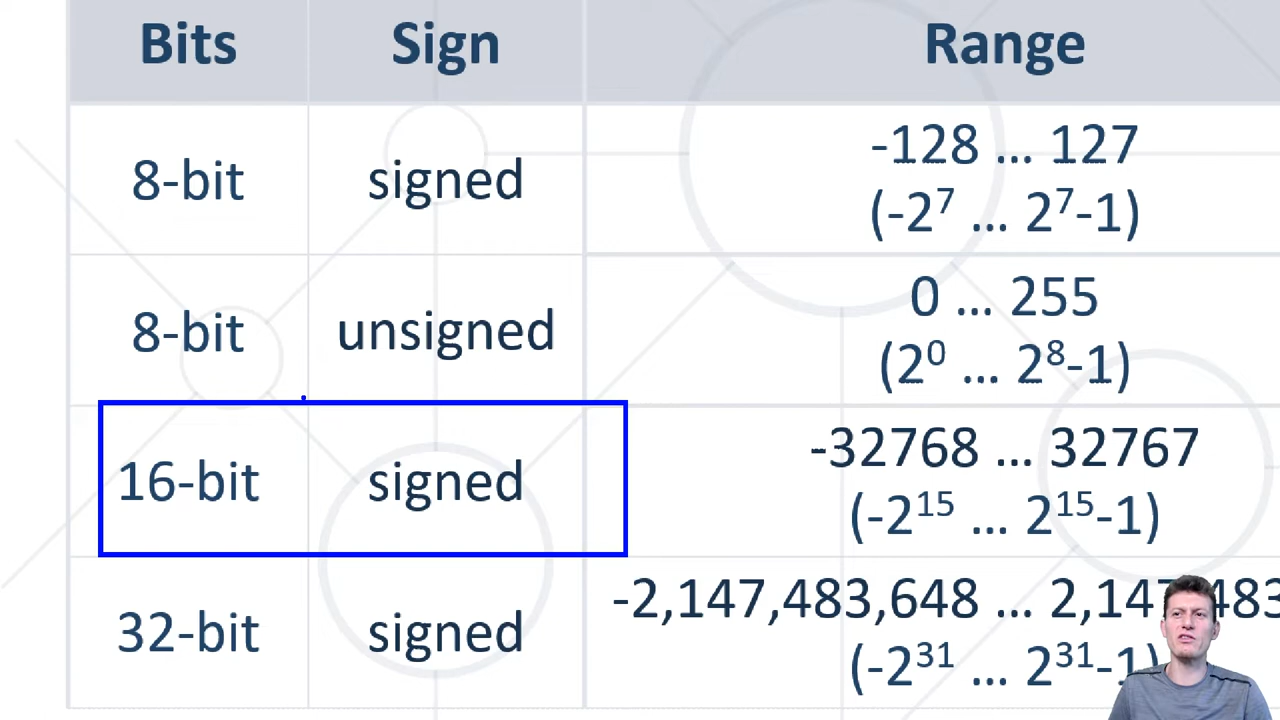 Bits Sign Range
8-bit signed -128 … 127
(-2⁷ … 2⁷-1)
8-bit unsigned 0 … 255
(2⁰ … 2⁸-1)
16-bit signed -32768 … 32767
(-2¹⁵ … 2¹⁵-1)
32-bit signed -2,147,483,648 … 2,147 483
(-2³¹ … 2³¹-1)